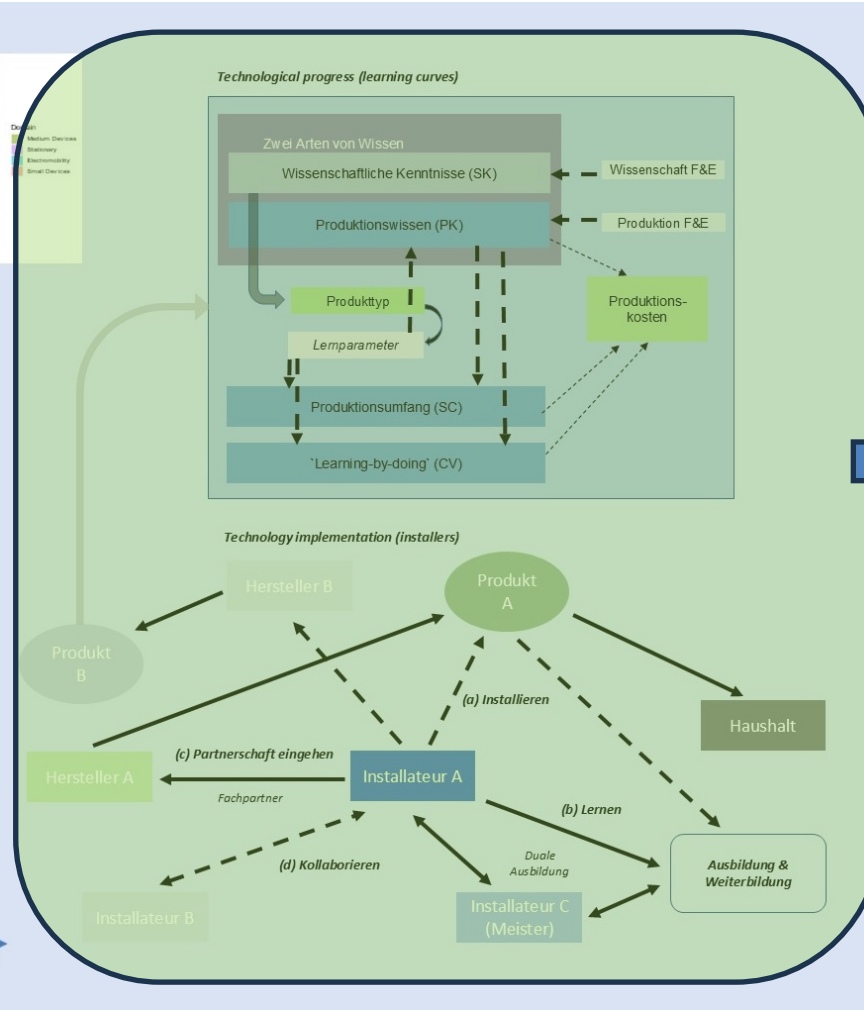 Technological progress (learning curves)
Domain
Medium Devices
Stationary
Electromobility
Small Devices
Zwei Arten von Wissen
Wissenschaftliche Kenntnisse (SK)
Wissenschaft F&E
Produktionswissen (PK)
Produktion F&E
Produkttyp
Produktions-
kosten
Lernparameter
Produktionsumfang (SC)
`Learning-by-doing` (CV)
Technology implementation (installers)
Hersteller B
Produkt
A
Produkt
B
(a) Installieren
Haushalt
(c) Partnerschaft eingehen
Hersteller A
Installateur A
Fachpartner
(b) Lernen
(d) Kollaborieren
Duale
Ausbildung
Ausbildung &
Weiterbildung
Installateur B
Installateur C
(Meister)